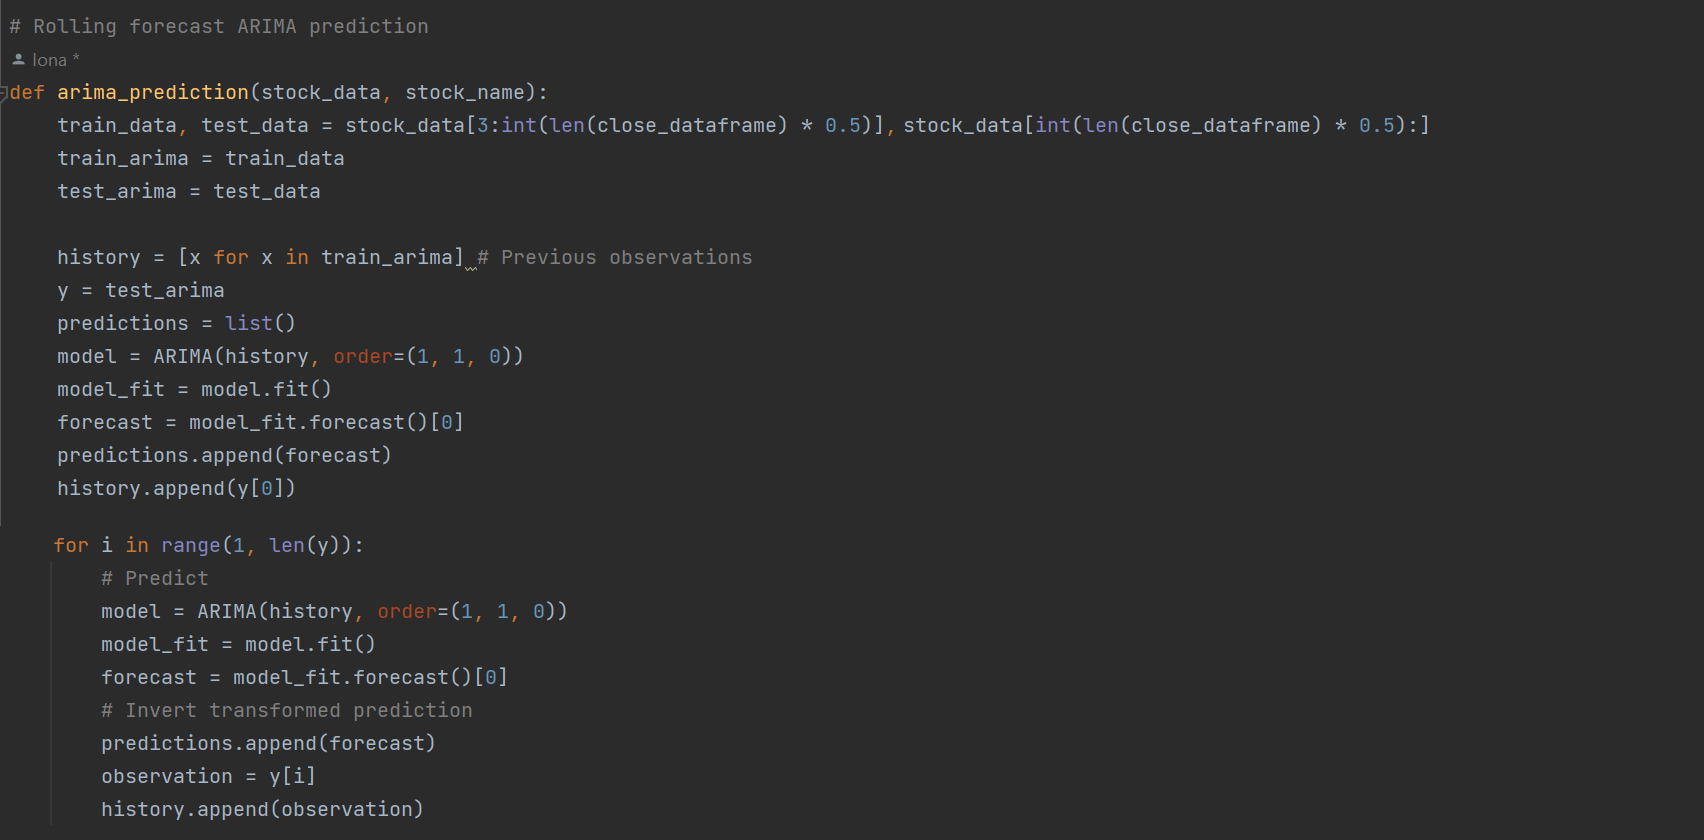 # Rolling forecast ARIMA prediction
Iona *
def arima_prediction(stock_data, stock_name):
train_data, test_data = stock_data[3:int(len(close_dataframe) * 0.5)],stock_data[int(len(close_dataframe) * 0.5):]
train_arima = train_data
test_arima = test_data
history = [x for x in train_arima] # Previous observations
y = test_arima
predictions = list()
model = ARIMA(history, order=(1, 1, 0))
model_fit = model.fit()
forecast = model_fit.forecast()[0]
predictions.append(forecast)
history.append(y[0])
for i in range(1, len(y)):
# Predict
model = ARIMA(history, order=(1, 1, 0))
model_fit = model.fit()
forecast = model_fit.forecast()[0]
# Invert transformed prediction
predictions.append(forecast)
observation = y[i]
history.append(observation)